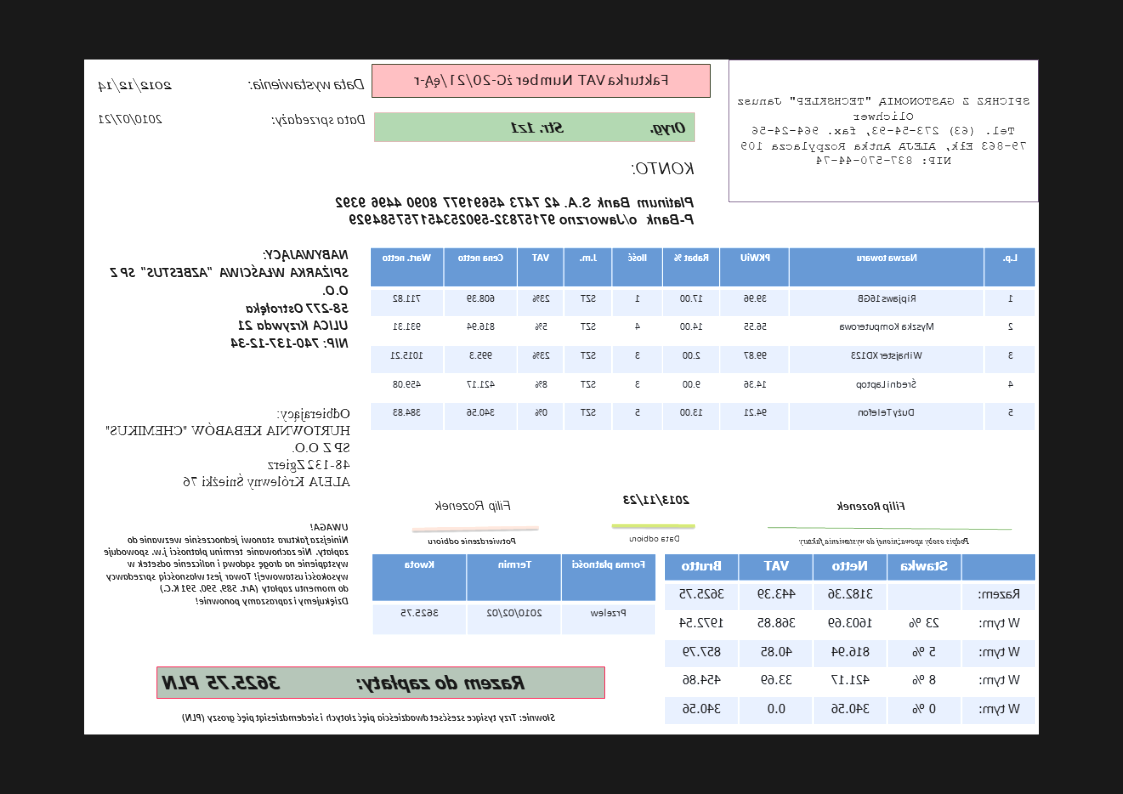 SPICHRZ Z GASTONOMIĄ "TECHSKLEP" Janusz
Olichwer
Tel. (63) 273-54-93, fax. 964-24-56
79-863 Ełk, ALEJA Antka Rozpylacza 109
NIP: 837-570-44-74
Fakturka VAT Number żG-20/21/ęĄ-r
Oryg. Str. 1z1
Data wystawienia: 2012/12/14
Data sprzedaży: 2010/07/21
KONTO:
Platinum Bank S.A. 42 7473 45691977 8090 4496 9392
P-Bank o/Jaworzno 97157832-5902534517584929
L.p. Nazwa towaru PKWiU Rabat % Ilość J.m. VAT Cena netto Wart. netto
1 Ripjaws16GB 39.96 17.00 1 SZT 23% 608.39 711.82
2 Myszka Komputerowa 56.55 14.00 4 SZT 5% 816.94 931.31
3 Wihajster XD123 99.87 2.00 3 SZT 23% 995.3 1015.21
4 Średni Laptop 14.36 9.00 3 SZT 8% 421.17 459.08
5 Duży Telefon 94.21 13.00 5 SZT 0% 340.56 384.83
NABYWAJĄCY:
SPIŻARKA WŁAŚCIWA "AZBESTUS" SP Z
O.O.
58-277 Ostrołęka
ULICA Krzywda 21
NIP: 740-137-12-34
Odbierający:
HURTOWNIA KEBABÓW "CHEMIKUS"
SP Z O.O.
48-132 Zgierz
ALEJA Królewny Śnieżki 76
Filip Rozenek
Podpis osoby upoważnionej do wystawienia faktury
2013/11/23
Data odbioru
Filip Rozenek
Potwierdzenie odbioru
UWAGA!
Niniejsza faktura stanowi jednocześnie wezwanie do
zapłaty. Nie zachowanie terminu płatności j.w. spowoduje
wystąpienie na drogę sądową i naliczenie odsetek w
wysokości ustawowej! Towar jest własnością sprzedawcy
do momentu zapłaty (Art. 589, 590, 591 K.C.)
Dziękujemy i zapraszamy ponownie!
Stawka Netto VAT Brutto
Razem: 3182.36 443.39 3625.75
W tym: 23 % 1603.69 368.85 1972.54
W tym: 5 % 816.94 40.85 857.79
W tym: 8 % 421.17 33.69 454.86
W tym: 0 % 340.56 0.0 340.56
Forma płatności Termin Kwota
Przelew 2010/02/02 3625.75
Razem do zapłaty: 3625.75 PLN
Słownie: Trzy tysiące sześćset dwadzieścia pięć złotych i siedemdziesiąt pięć groszy (PLN)